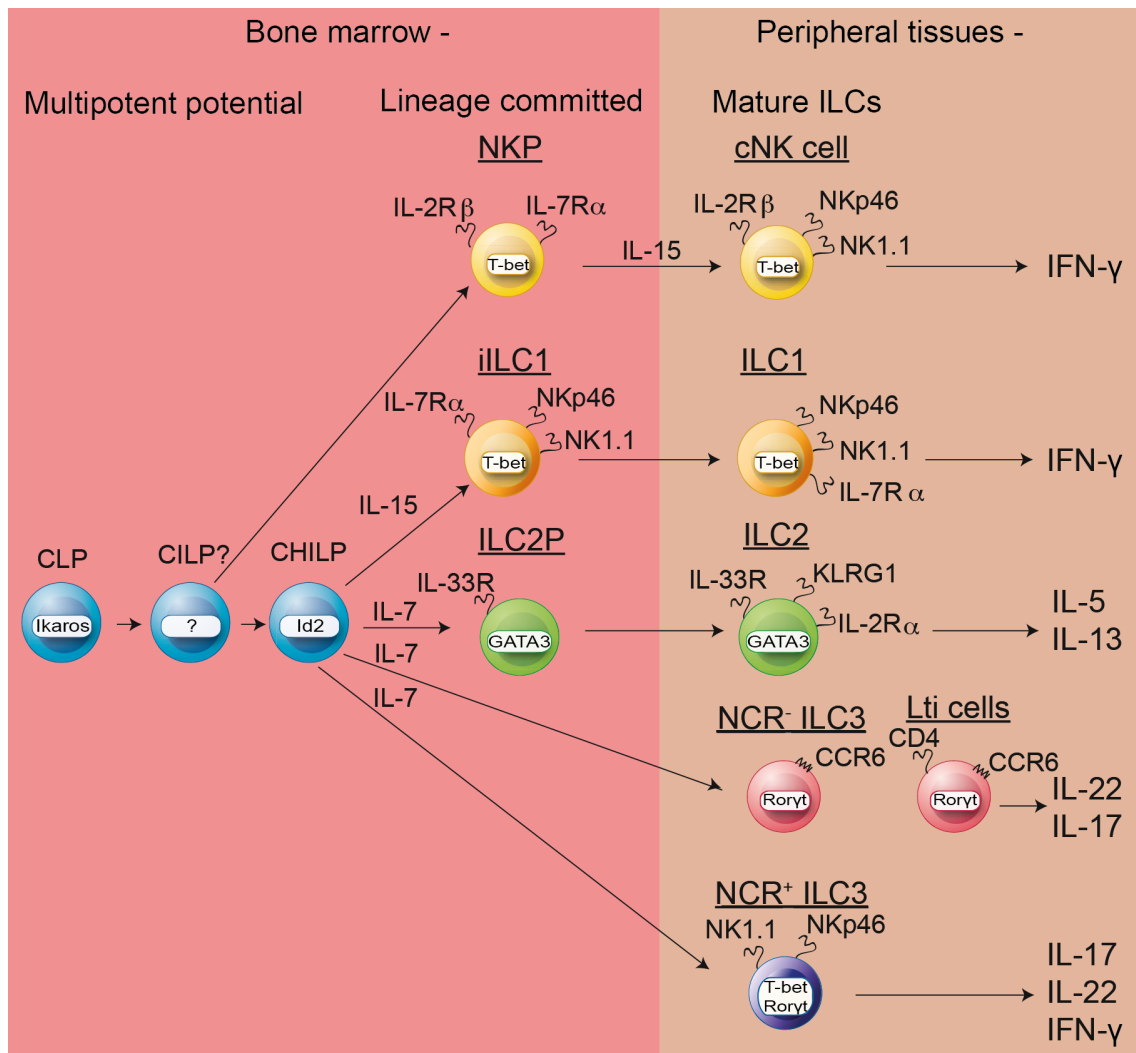 Bone marrow -
Peripheral tissues -
Multipotent potential
Lineage committed
Mature ILCs
NKP
cNK cell
IL-2Rβ
IL-7Rα
IL-2Rβ
NKp46
NK1.1
T-bet
IL-15
T-bet
IFN-γ
iILC1
ILC1
IL-7Rα
NKp46
NK1.1
T-bet
NKp46
NK1.1
IL-7Rα
T-bet
IFN-γ
IL-15
ILC2P
ILC2
CLP
CILP?
CHILP
IL-33R
IL-33R
KLRG1
IL-2Rα
Ikaros
?
Id2
IL-7
GATA3
GATA3
IL-5
IL-13
IL-7
IL-7
NCR⁻ ILC3
Lti cells
CCR6
CD4
CCR6
Rorγt
Rorγt
IL-22
IL-17
NCR⁺ ILC3
NK1.1
NKp46
T-bet
Rorγt
IL-17
IL-22
IFN-γ